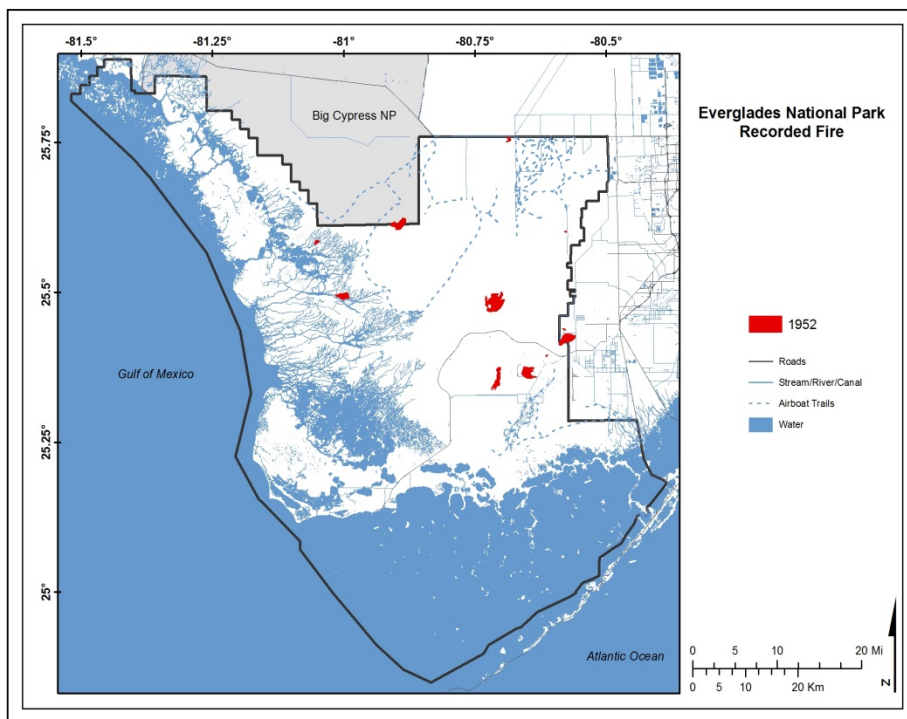 -81.5 -81.25 -81° -80.75 -80.5
Everglades National Park
Recorded Fire
Big Cypress NP
25.75°
25.5°
1952
Roads
Gulf of Mexico
Stream/River/Canal
Airboat Trails
25.25°
Water
25°
Atlantic Ocean
0 5 10 20 Mi
0 5 10 20 Km
N